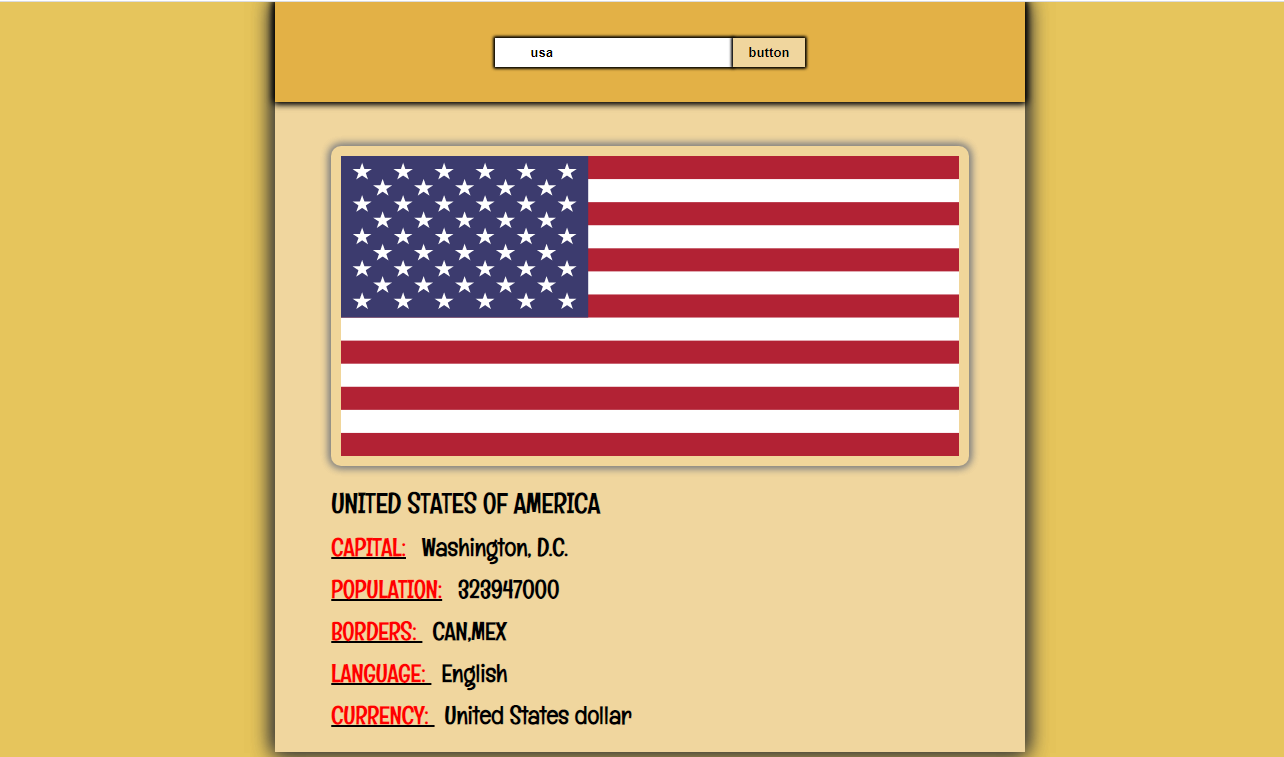 usa button
UNITED STATES OF AMERICA
CAPITAL: Washington, D.C.
POPULATION: 323947000
BORDERS: CAN,MEX
LANGUAGE: English
CURRENCY: United States dollar